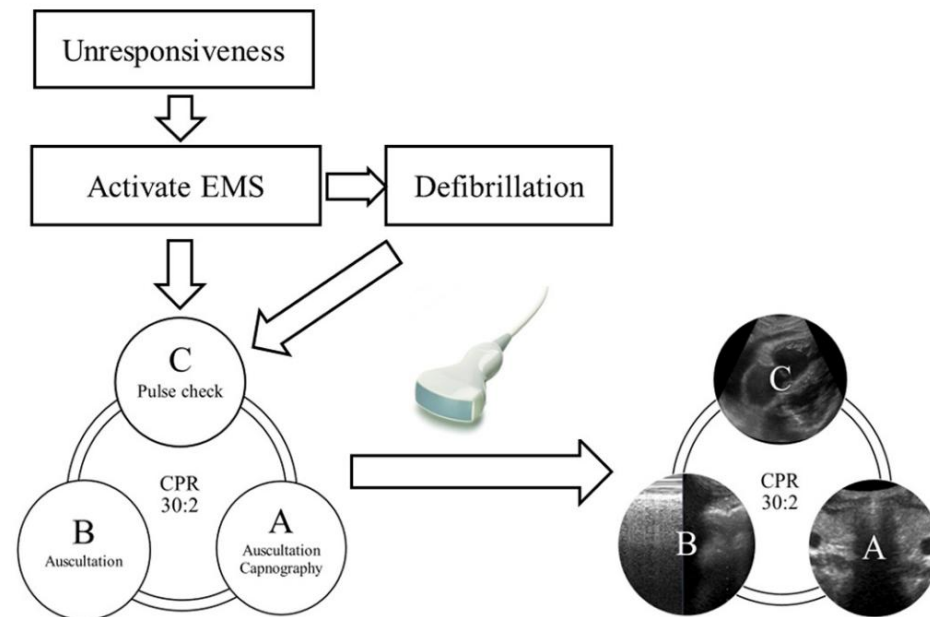 Unresponsiveness
Activate EMS
Defibrillation
C
Pulse check
CPR
30:2
B
Auscultation
A
Auscultation
Capnography
C
CPR
30:2
B
A